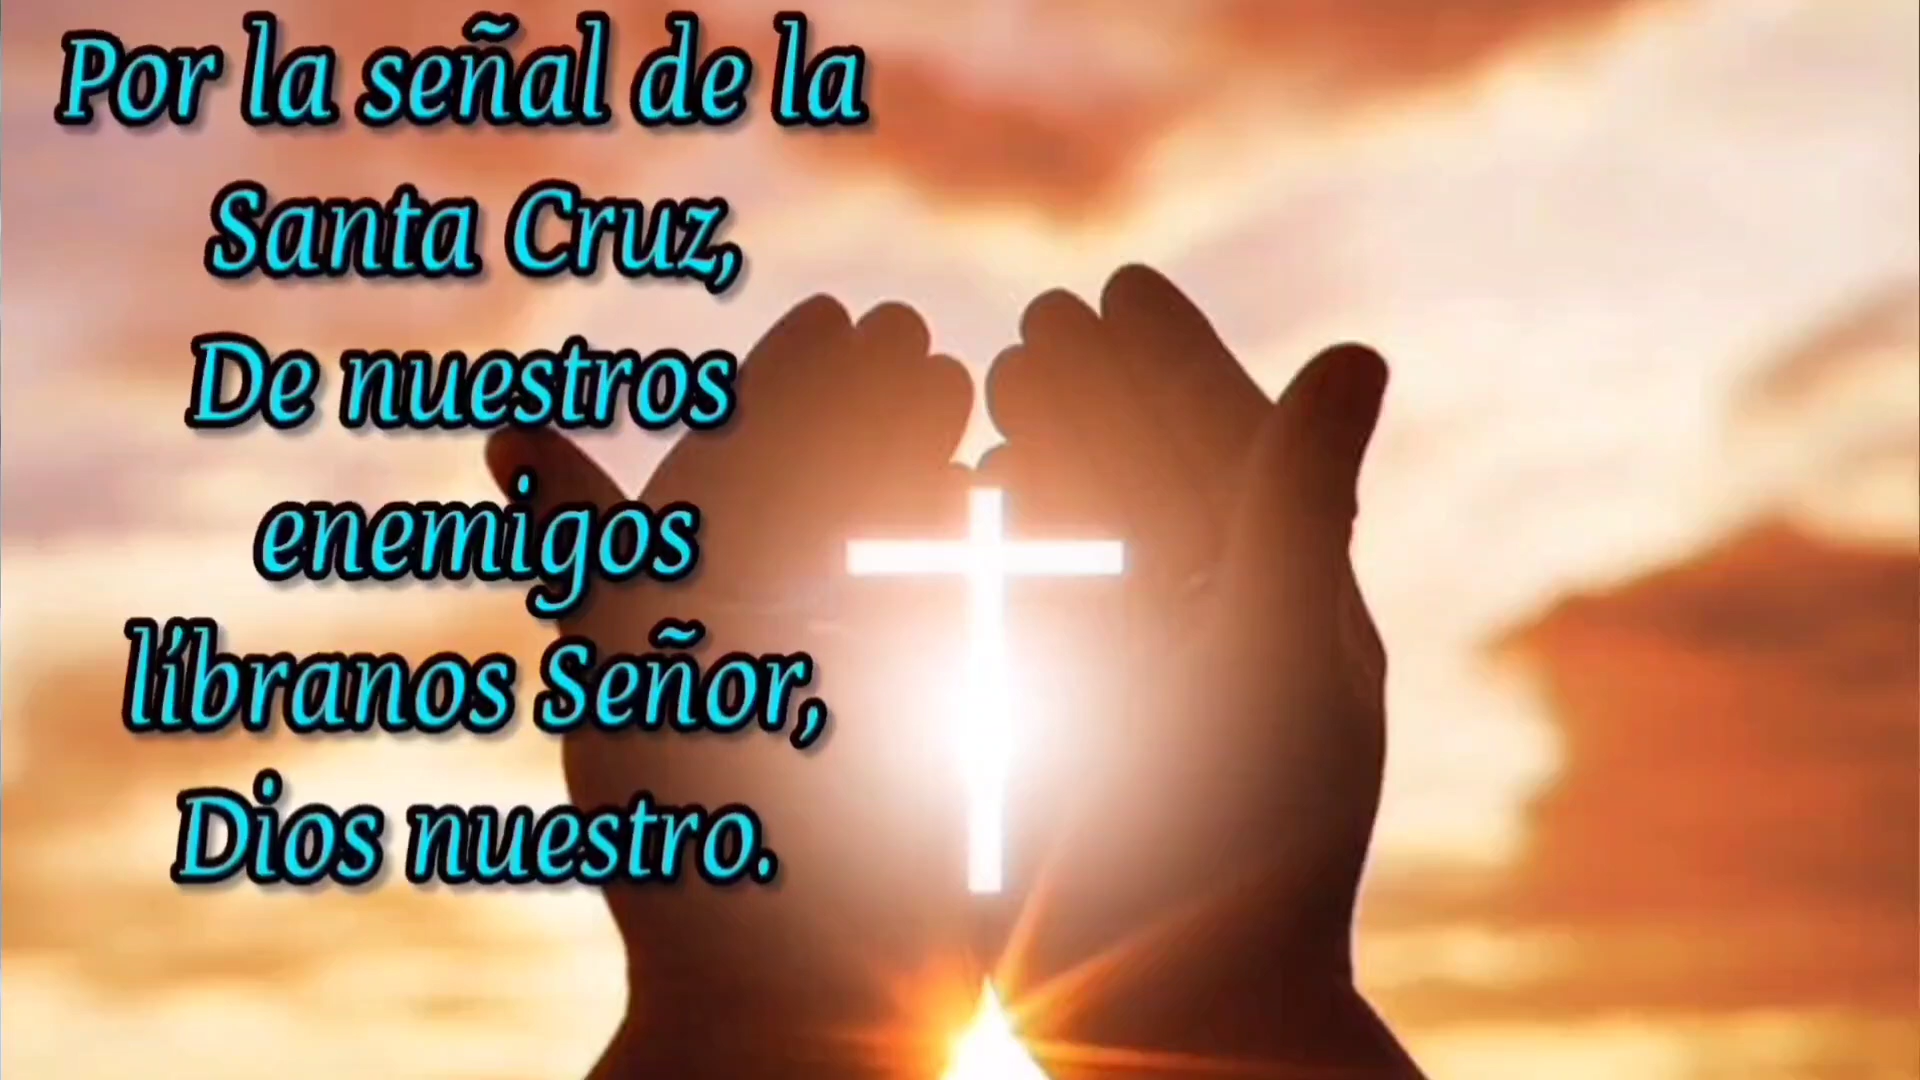 Por la señal de la
Santa Cruz,
De nuestros
enemigos
líbranos Señor,
Dios nuestro.